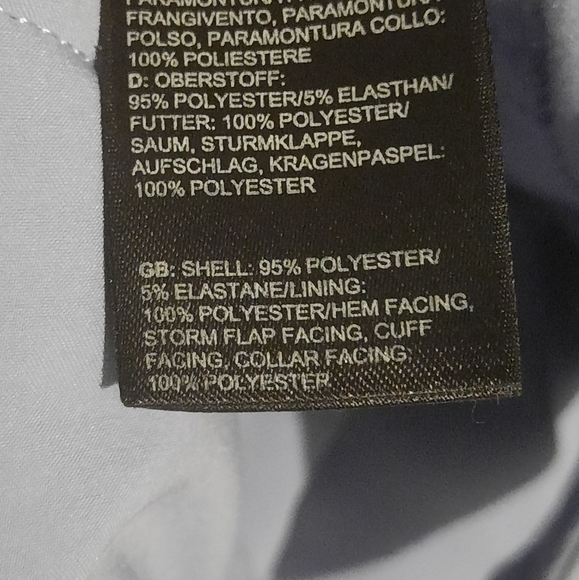 FRANGIVENTO, PARAMONTURA
POLSO, PARAMONTURA COLLO:
100% POLIESTERE
D: OBERSTOFF:
95% POLYESTER/5% ELASTHAN/
FUTTER: 100% POLYESTER/
SAUM, STURMKLAPPE,
AUFSCHLAG, KRAGENPASPEL:
100% POLYESTER
GB: SHELL: 95% POLYESTER/
5% ELASTANE/LINING:
100% POLYESTER/HEM FACING,
STORM FLAP FACING, CUFF
FACING, COLLAR FACING:
100% POLYESTER